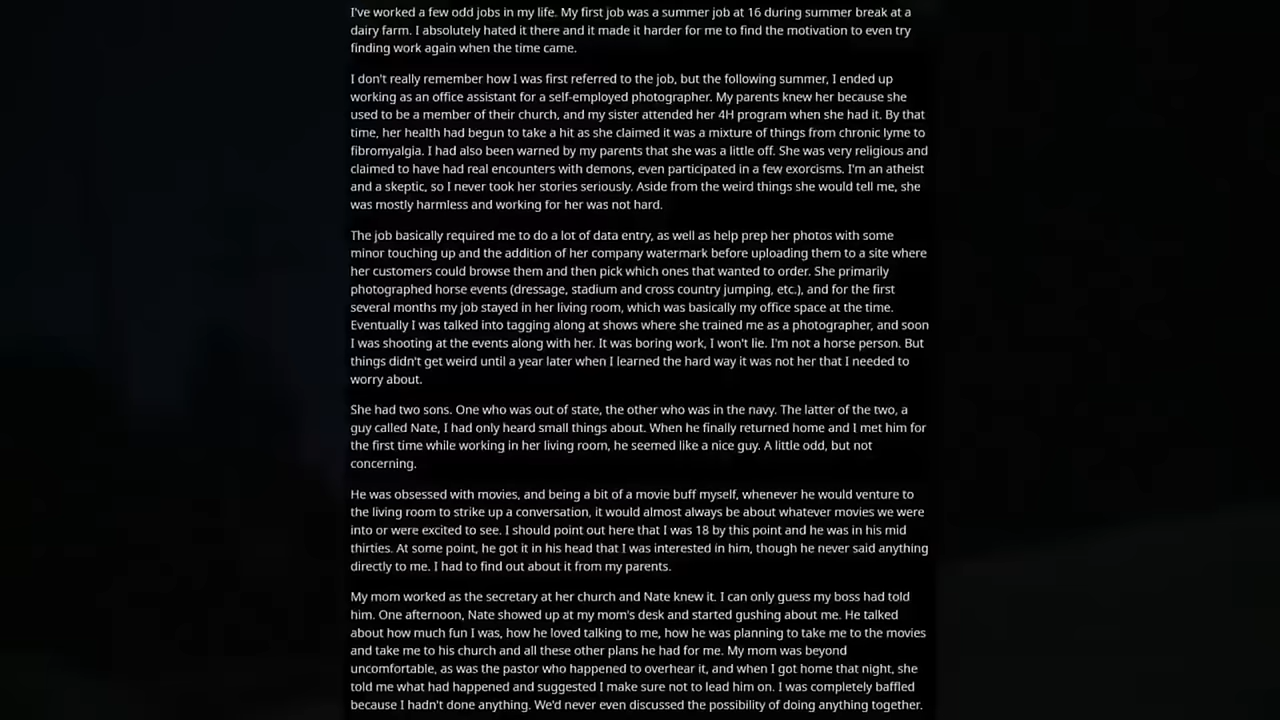 I've worked a few odd jobs in my life. My first job was a summer job at 16 during summer break at a
dairy farm. I absolutely hated it there and it made it harder for me to find the motivation to even try
finding work again when the time came.
I don't really remember how I was first referred to the job, but the following summer, I ended up
working as an office assistant for a self-employed photographer. My parents knew her because she
used to be a member of their church, and my sister attended her 4H program when she had it. By that
time, her health had begun to take a hit as she claimed it was a mixture of things from chronic lyme to
fibromyalgia. I had also been warned by my parents that she was a little off. She was very religious and
claimed to have had real encounters with demons, even participated in a few exorcisms. I'm an atheist
and a skeptic, so I never took her stories seriously. Aside from the weird things she would tell me, she
was mostly harmless and working for her was not hard.
The job basically required me to do a lot of data entry, as well as help prep her photos with some
minor touching up and the addition of her company watermark before uploading them to a site where
her customers could browse them and then pick which ones that wanted to order. She primarily
photographed horse events (dressage, stadium and cross country jumping, etc.), and for the first
several months my job stayed in her living room, which was basically my office space at the time.
Eventually I was talked into tagging along at shows where she trained me as a photographer, and soon
I was shooting at the events along with her. It was boring work, I won't lie. I'm not a horse person. But
things didn't get weird until a year later when I learned the hard way it was not her that I needed to
worry about.
She had two sons. One who was out of state, the other who was in the navy. The latter of the two, a
guy called Nate, I had only heard small things about. When he finally returned home and I met him for
the first time while working in her living room, he seemed like a nice guy. A little odd, but not
concerning.
He was obsessed with movies, and being a bit of a movie buff myself, whenever he would venture to
the living room to strike up a conversation, it would almost always be about whatever movies we were
into or were excited to see. I should point out here that I was 18 by this point and he was in his mid
thirties. At some point, he got it in his head that I was interested in him, though he never said anything
directly to me. I had to find out about it from my parents.
My mom worked as the secretary at her church and Nate knew it. I can only guess my boss had told
him. One afternoon, Nate showed up at my mom's desk and started gushing about me. He talked
about how much fun I was, how he loved talking to me, how he was planning to take me to the movies
and take me to his church and all these other plans he had for me. My mom was beyond
uncomfortable, as was the pastor who happened to overhear it, and when I got home that night, she
told me what had happened and suggested I make sure not to lead him on. I was completely baffled
because I hadn't done anything. We'd never even discussed the possibility of doing anything together.